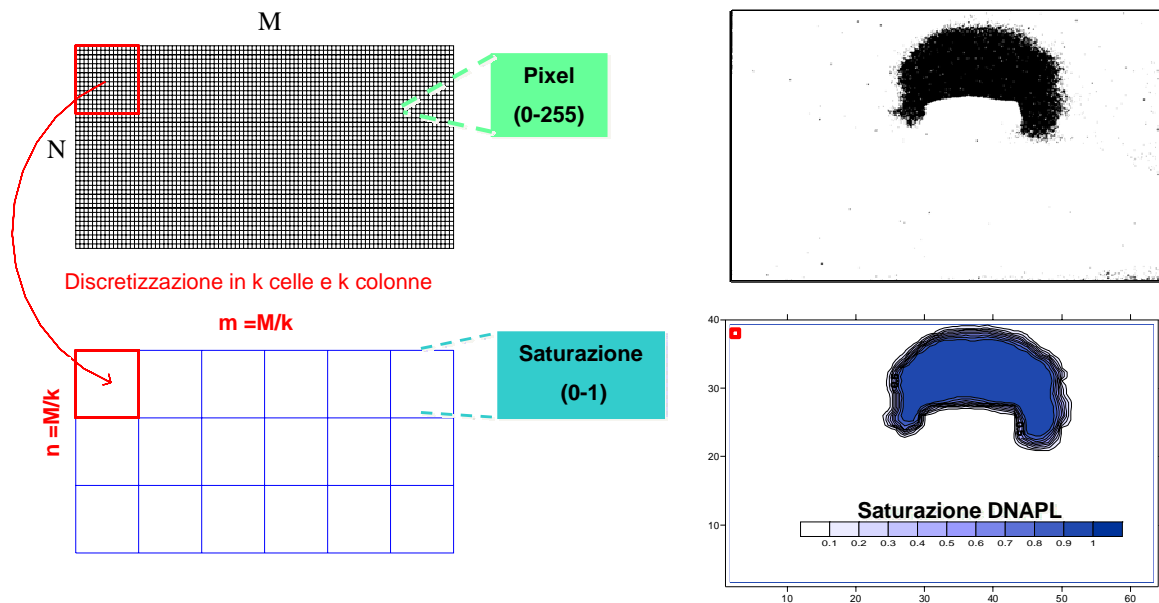 M
Pixel
(0-255)
N
Discretizzazione in k celle e k colonne
m =M/k
n =M/k
Saturazione
(0-1)
40
30
20
10
Saturazione DNAPL
0.1 0.2 0.3 0.4 0.5 0.6 0.7 0.8 0.9 1
10 20 30 40 50 60